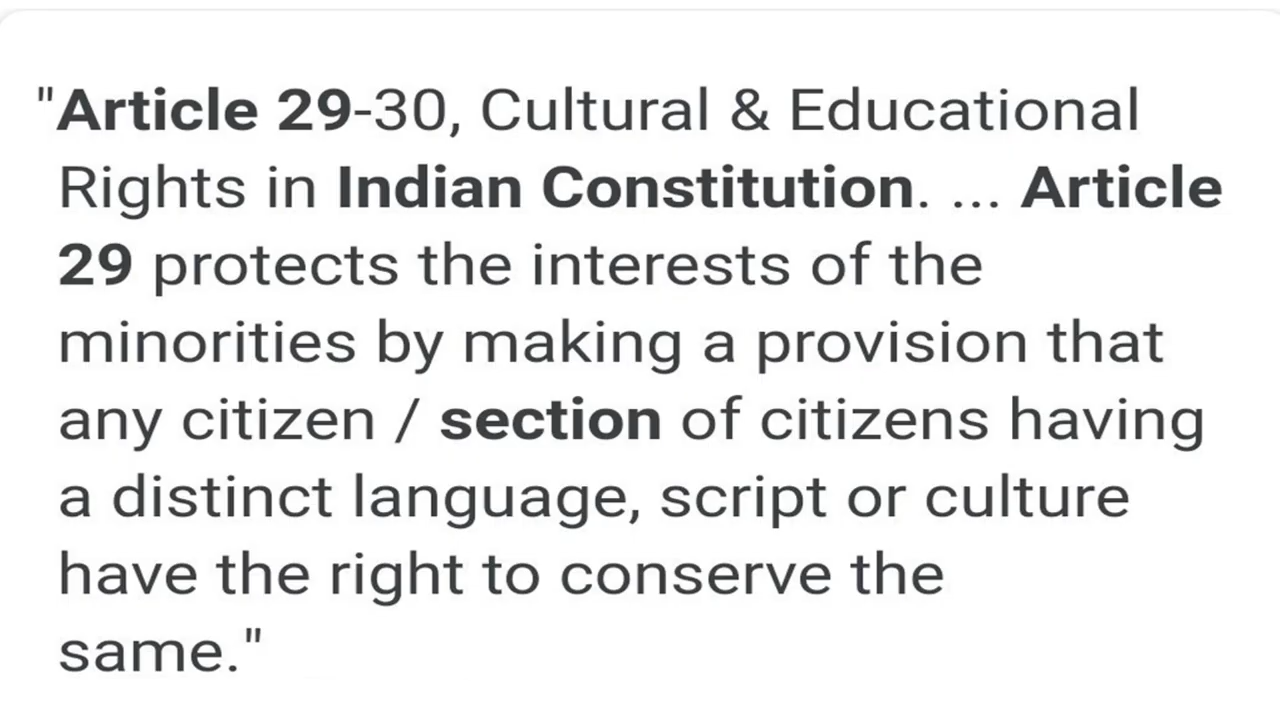 "Article 29-30, Cultural & Educational
Rights in Indian Constitution. ... Article
29 protects the interests of the
minorities by making a provision that
any citizen / section of citizens having
a distinct language, script or culture
have the right to conserve the
same."